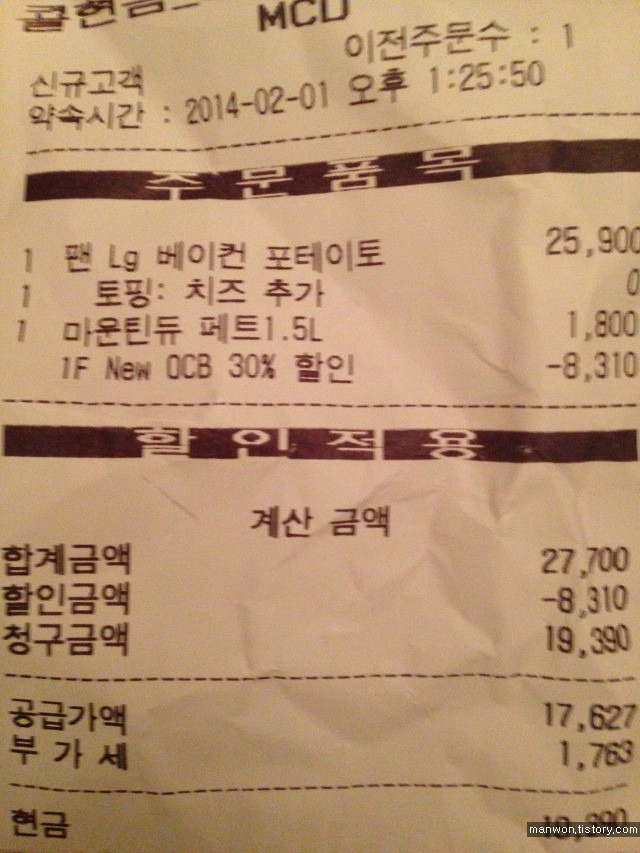 콜현금_
MCD
이전주문수 : 1
신규고객
약속시간 : 2014-02-01 오후 1:25:50
주문품목
1 팬 Lg 베이컨 포테이토 25,900
1 토핑: 치즈 추가 0
1 마운틴듀 페트1.5L 1,800
1F New OCB 30% 할인 -8,310
할인적용
계산 금액
합계금액 27,700
할인금액 -8,310
청구금액 19,390
공급가액 17,627
부가세 1,763
현금
manwon.tistory.com